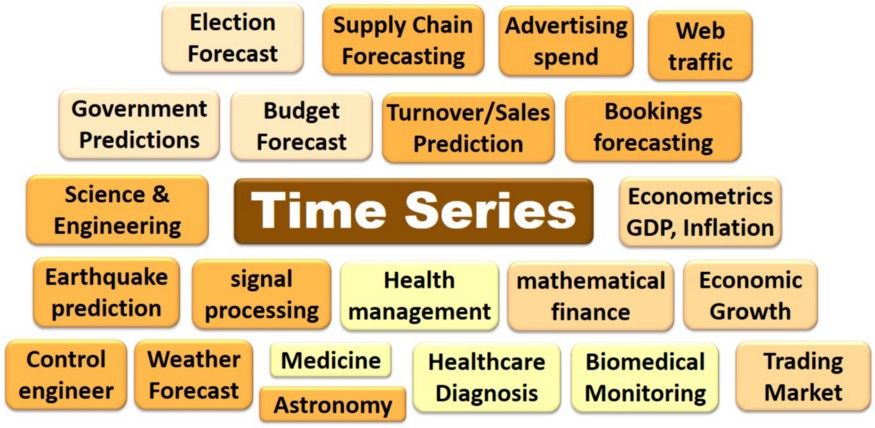 Election
Forecast
Supply Chain
Forecasting
Advertising
spend
Web
traffic
Government
Predictions
Budget
Forecast
Turnover/Sales
Prediction
Bookings
forecasting
Science &
Engineering
Time Series
Econometrics
GDP, Inflation
Earthquake
prediction
signal
processing
Health
management
mathematical
finance
Economic
Growth
Control
engineer
Weather
Forecast
Medicine
Astronomy
Healthcare
Diagnosis
Biomedical
Monitoring
Trading
Market